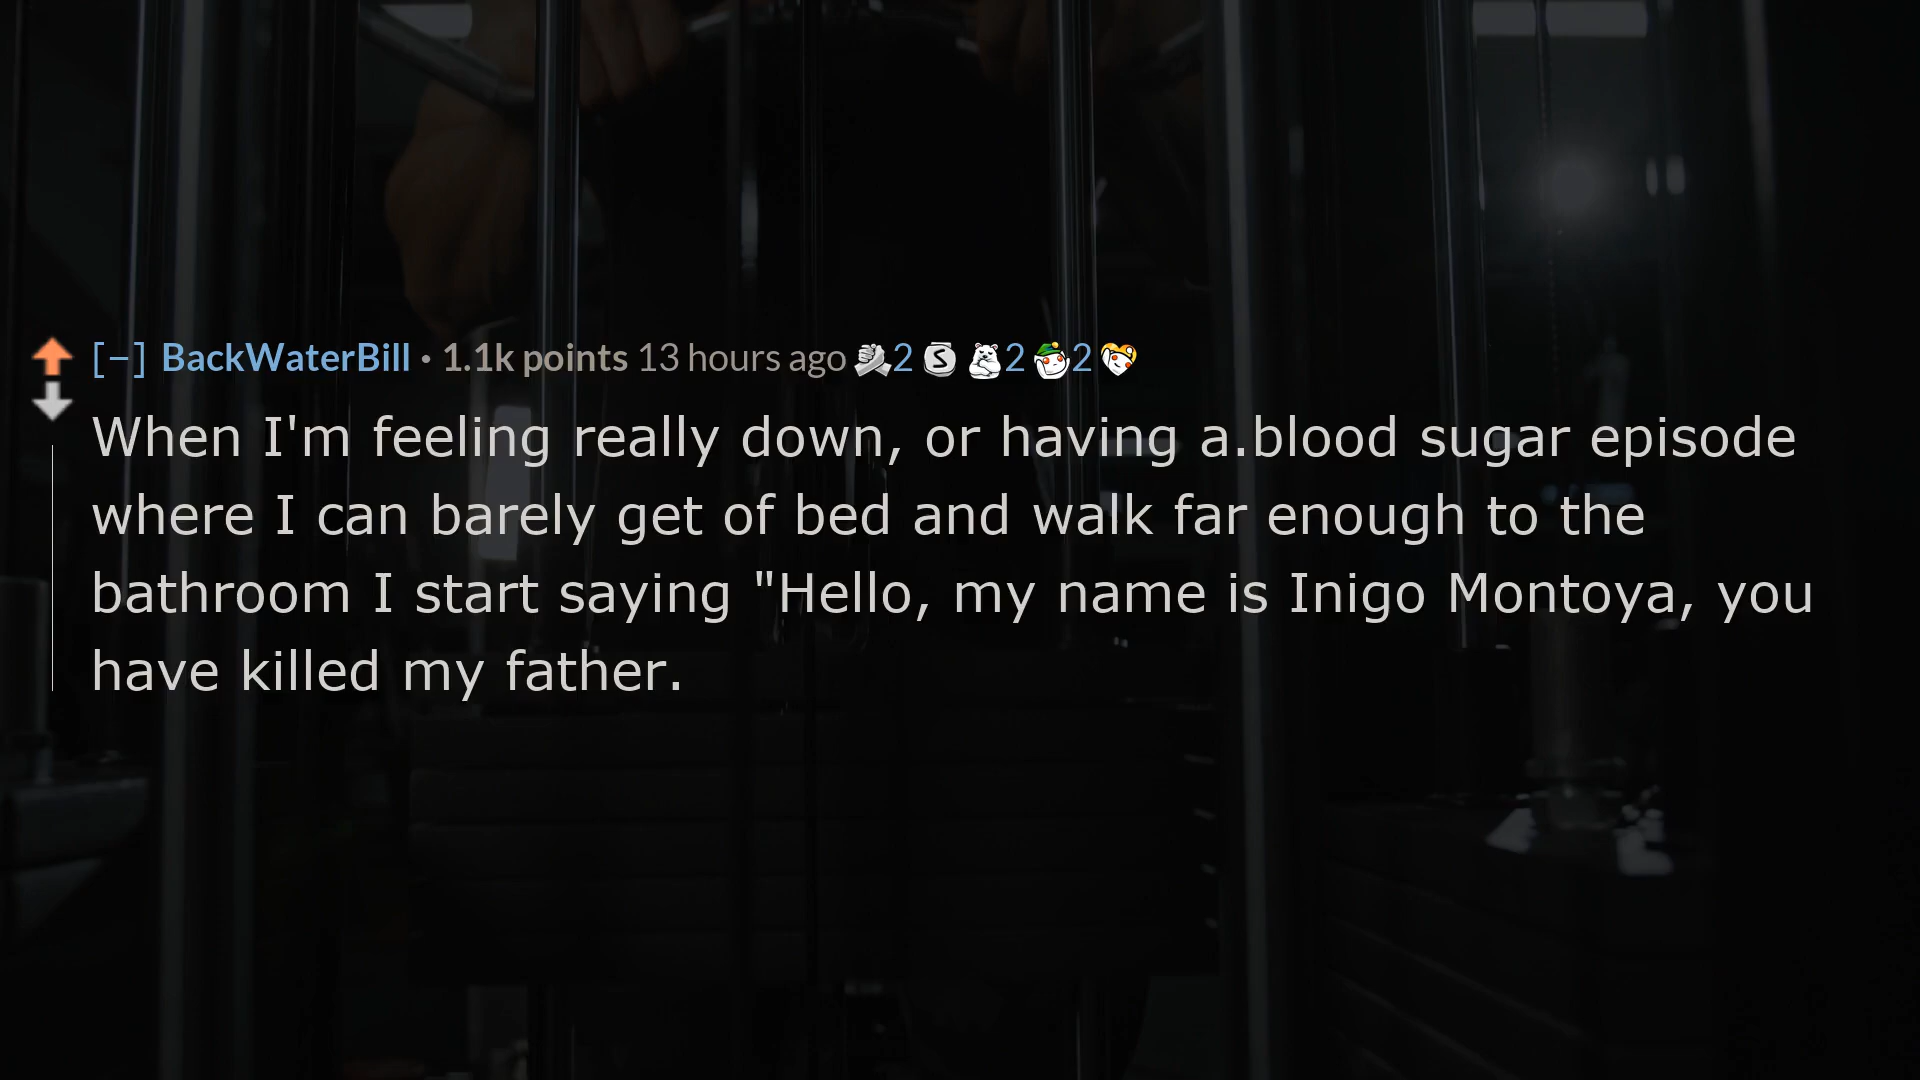 [–] BackWaterBill • 1.1k points 13 hours ago 2 S 2 2
When I'm feeling really down, or having a.blood sugar episode
where I can barely get of bed and walk far enough to the
bathroom I start saying "Hello, my name is Inigo Montoya, you
have killed my father.